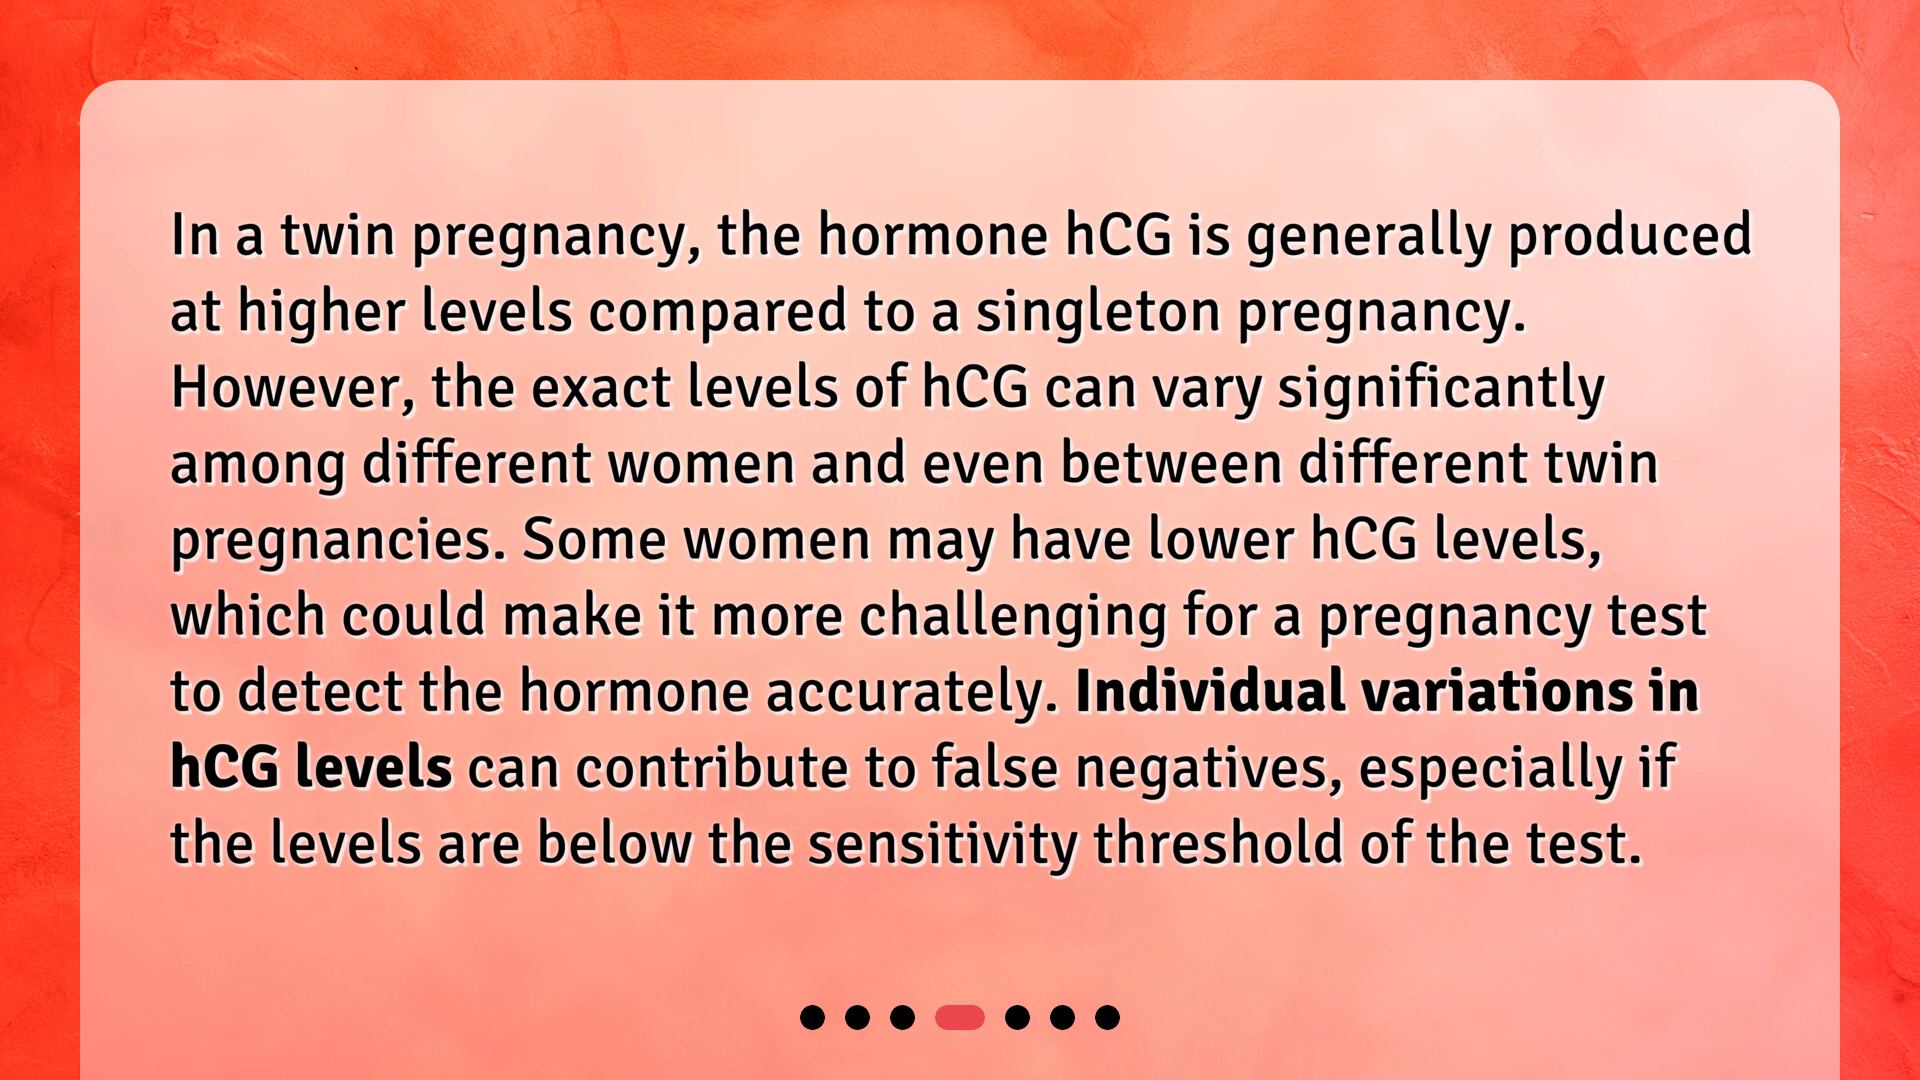 In a twin pregnancy, the hormone hCG is generally produced
at higher levels compared to a singleton pregnancy.
However, the exact levels of hCG can vary significantly
among different women and even between different twin
pregnancies. Some women may have lower hCG levels,
which could make it more challenging for a pregnancy test
to detect the hormone accurately. Individual variations in
hCG levels can contribute to false negatives, especially if
the levels are below the sensitivity threshold of the test.